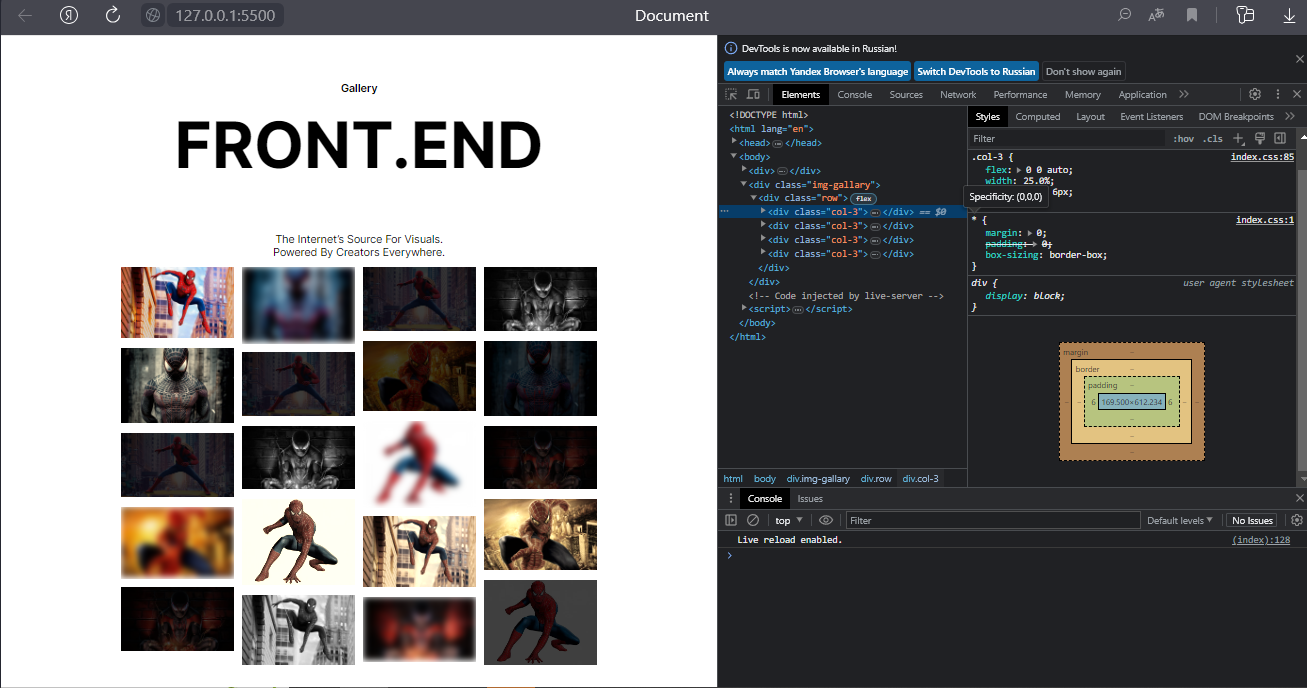 127.0.0.1:5500
Document
Gallery
FRONT.END
The Internet's Source For Visuals.
Powered By Creators Everywhere.
DevTools is now available in Russian!
Always match Yandex Browser's language
Switch DevTools to Russian
Don't show again
Elements
Console
Sources
Network
Performance
Memory
Application
<!DOCTYPE html>
<html lang="en">
<head> </head>
<body>
<div> </div>
<div class="img-gallary">
<div class="row"> flex
<div class="col-3"> </div> == $0
<div class="col-3"> </div>
<div class="col-3"> </div>
<div class="col-3"> </div>
</div>
</div>
<!-- Code injected by live-server -->
<script> </script>
</body>
</html>
html body div.img-gallary div.row div.col-3
Styles
Computed
Layout
Event Listeners
DOM Breakpoints
Filter
:hov .cls
.col-3 { index.css:85
flex: 0 0 auto;
width: 25.0%;
6px;
Specificity: (0,0,0)
* { index.css:1
margin: 0;
padding: 0;
box-sizing: border-box;
}
div { user agent stylesheet
display: block;
}
margin -
border -
padding -
- - 6 169.500×612.234 6 - -
-
-
-
Console
Issues
top
Filter
Default levels
No Issues
Live reload enabled. (index):128